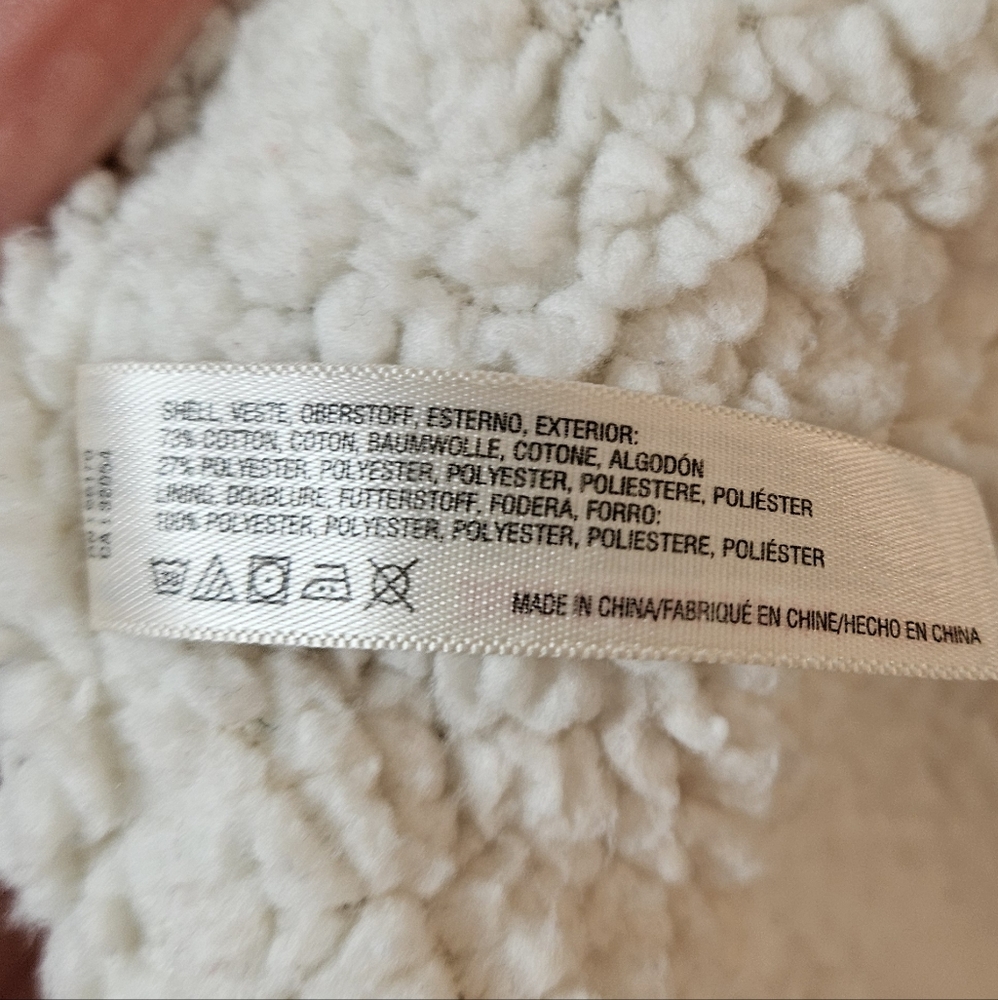 SHELL, VESTE, OBERSTOFF, ESTERNO, EXTERIOR:
73% COTTON, COTON, BAUMWOLLE, COTONE, ALGODÓN
27% POLYESTER, POLYESTER, POLYESTER, POLIESTERE, POLIÉSTER
LINING, DOUBLURE, FUTTERSTOFF, FODERA, FORRO:
100% POLYESTER, POLYESTER, POLYESTER, POLIESTERE, POLIÉSTER
MADE IN CHINA/FABRIQUÉ EN CHINE/HECHO EN CHINA